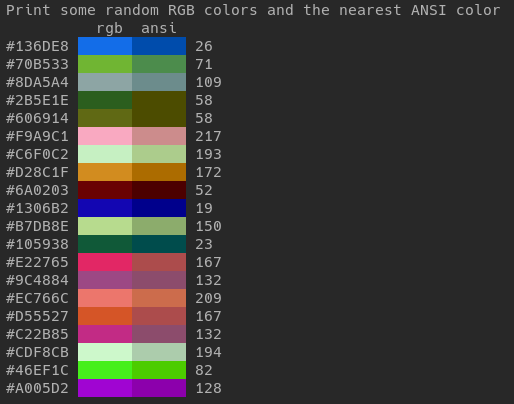 Print some random RGB colors and the nearest ANSI color
rgb ansi
#136DE8 26
#70B533 71
#8DA5A4 109
#2B5E1E 58
#606914 58
#F9A9C1 217
#C6F0C2 193
#D28C1F 172
#6A0203 52
#1306B2 19
#B7DB8E 150
#105938 23
#E22765 167
#9C4884 132
#EC766C 209
#D55527 167
#C22B85 132
#CDF8CB 194
#46EF1C 82
#A005D2 128